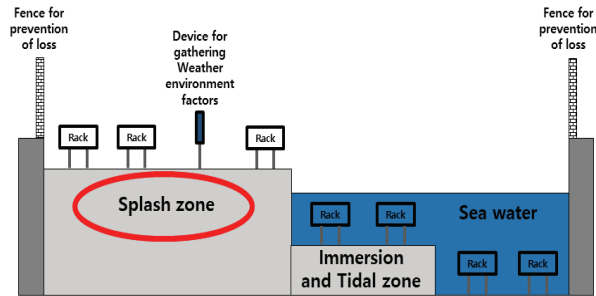 Fence for
prevention
of loss
Device for
gathering
Weather
environment
factors
Fence for
prevention
of loss
Rack
Rack
Rack
Splash zone
Rack
Rack
Sea water
Immersion
and Tidal zone
Rack
Rack